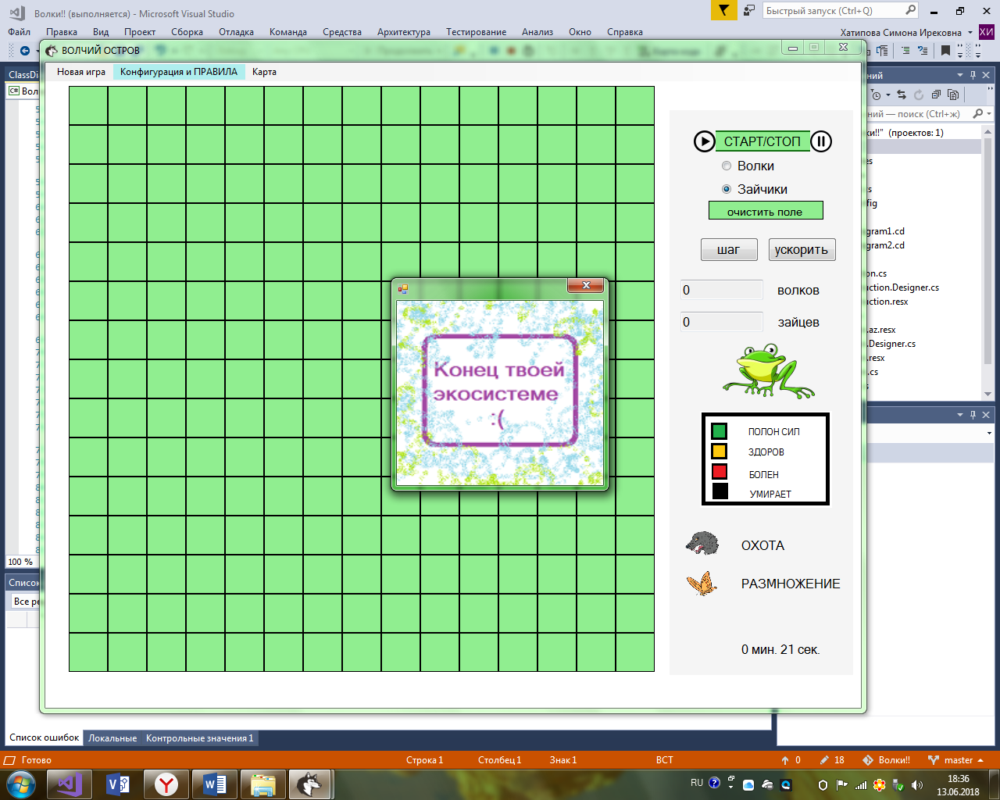 Волки!! (выполняется) - Microsoft Visual Studio
Быстрый запуск (Ctrl+Q)
Файл Правка Вид Проект Сборка Отладка Команда Средства Архитектура Тестирование Анализ Окно Справка
Хатипова Симона Ирековна ХИ
ВОЛЧИЙ ОСТРОВ
Новая игра Конфигурация и ПРАВИЛА Карта
ClassDi
ний
C# Вол
ний — поиск (Ctrl+ж)
ки!!" (проектов: 1)
СТАРТ/СТОП
Волки
Зайчики
очистить поле
fig
gram1.cd
gram2.cd
шаг ускорить
on.cs
uction.Designer.cs
uction.resx
0 волков
0 зайцев
.az.resx
.Designer.cs
.resx
.cs
Конец твоей
экосистеме
:(
ПОЛОН СИЛ
ЗДОРОВ
БОЛЕН
УМИРАЕТ
ОХОТА
РАЗМНОЖЕНИЕ
0 мин. 21 сек.
100 %
Список
Все ре
Список ошибок Локальные Контрольные значения 1
Готово Строка 1 Столбец 1 Знак 1 ВСТ 0 18 Волки!! master
RU
18:36
13.06.2018